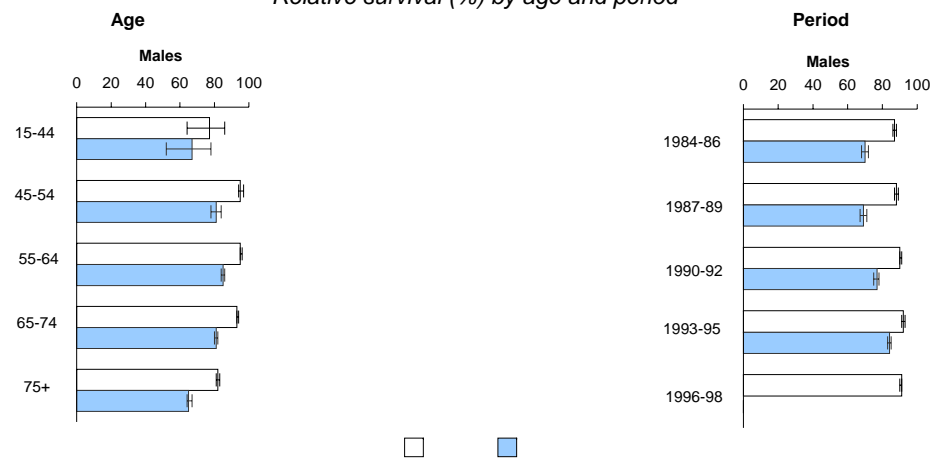 Relative survival (%) by age and period
Age
Males
0 20 40 60 80 100
15-44
45-54
55-64
65-74
75+
Period
Males
0 20 40 60 80 100
1984-86
1987-89
1990-92
1993-95
1996-98